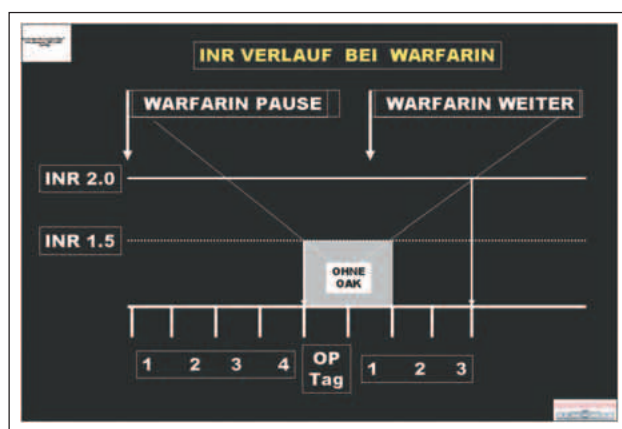 INR VERLAUF BEI WARFARIN
WARFARIN PAUSE
WARFARIN WEITER
INR 2.0
INR 1.5
OHNE
OAK
1 2 3 4
OP
Tag
1 2 3